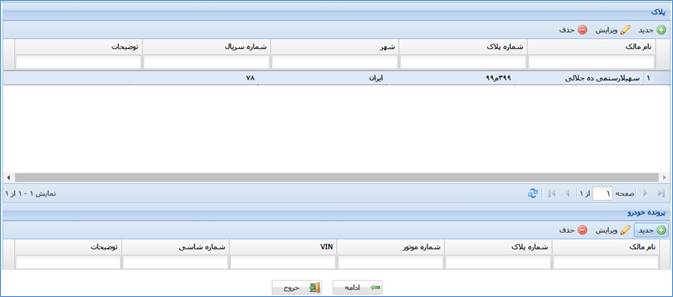 پلاک
جدید ویرایش حذف
نام مالک شماره پلاک شهر شماره سریال توضیحات
۱ سهیلارستمی ده جلالی ۳۹۹م۹۹ ایران ۷۸
صفحه ۱ از ۱ نمایش ۱ - ۱ از ۱
پرونده خودرو
جدید ویرایش حذف
نام مالک شماره پلاک شماره موتور VIN شماره شاسی توضیحات
ادامه خروج